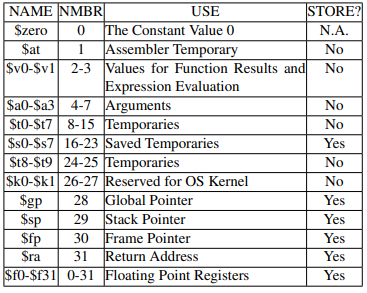 NAME NMBR USE STORE?
$zero 0 The Constant Value 0 N.A.
$at 1 Assembler Temporary No
$v0-$v1 2-3 Values for Function Results and No
Expression Evaluation
$a0-$a3 4-7 Arguments No
$t0-$t7 8-15 Temporaries No
$s0-$s7 16-23 Saved Temporaries Yes
$t8-$t9 24-25 Temporaries No
$k0-$k1 26-27 Reserved for OS Kernel No
$gp 28 Global Pointer Yes
$sp 29 Stack Pointer Yes
$fp 30 Frame Pointer Yes
$ra 31 Return Address Yes
$f0-$f31 0-31 Floating Point Registers Yes